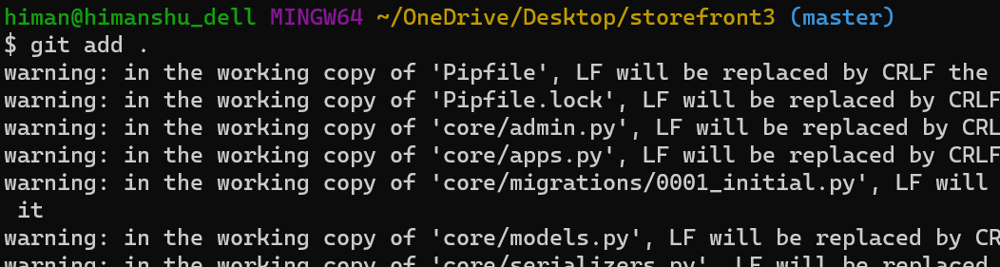 himan@himanshu_dell MINGW64 ~/OneDrive/Desktop/storefront3 (master)
$ git add .
warning: in the working copy of 'Pipfile', LF will be replaced by CRLF the
warning: in the working copy of 'Pipfile.lock', LF will be replaced by CRLF
warning: in the working copy of 'core/admin.py', LF will be replaced by CRL
warning: in the working copy of 'core/apps.py', LF will be replaced by CRLF
warning: in the working copy of 'core/migrations/0001_initial.py', LF will
it
warning: in the working copy of 'core/models.py', LF will be replaced by CR
warning: in the working copy of 'core/serializers.py', LF will be replaced